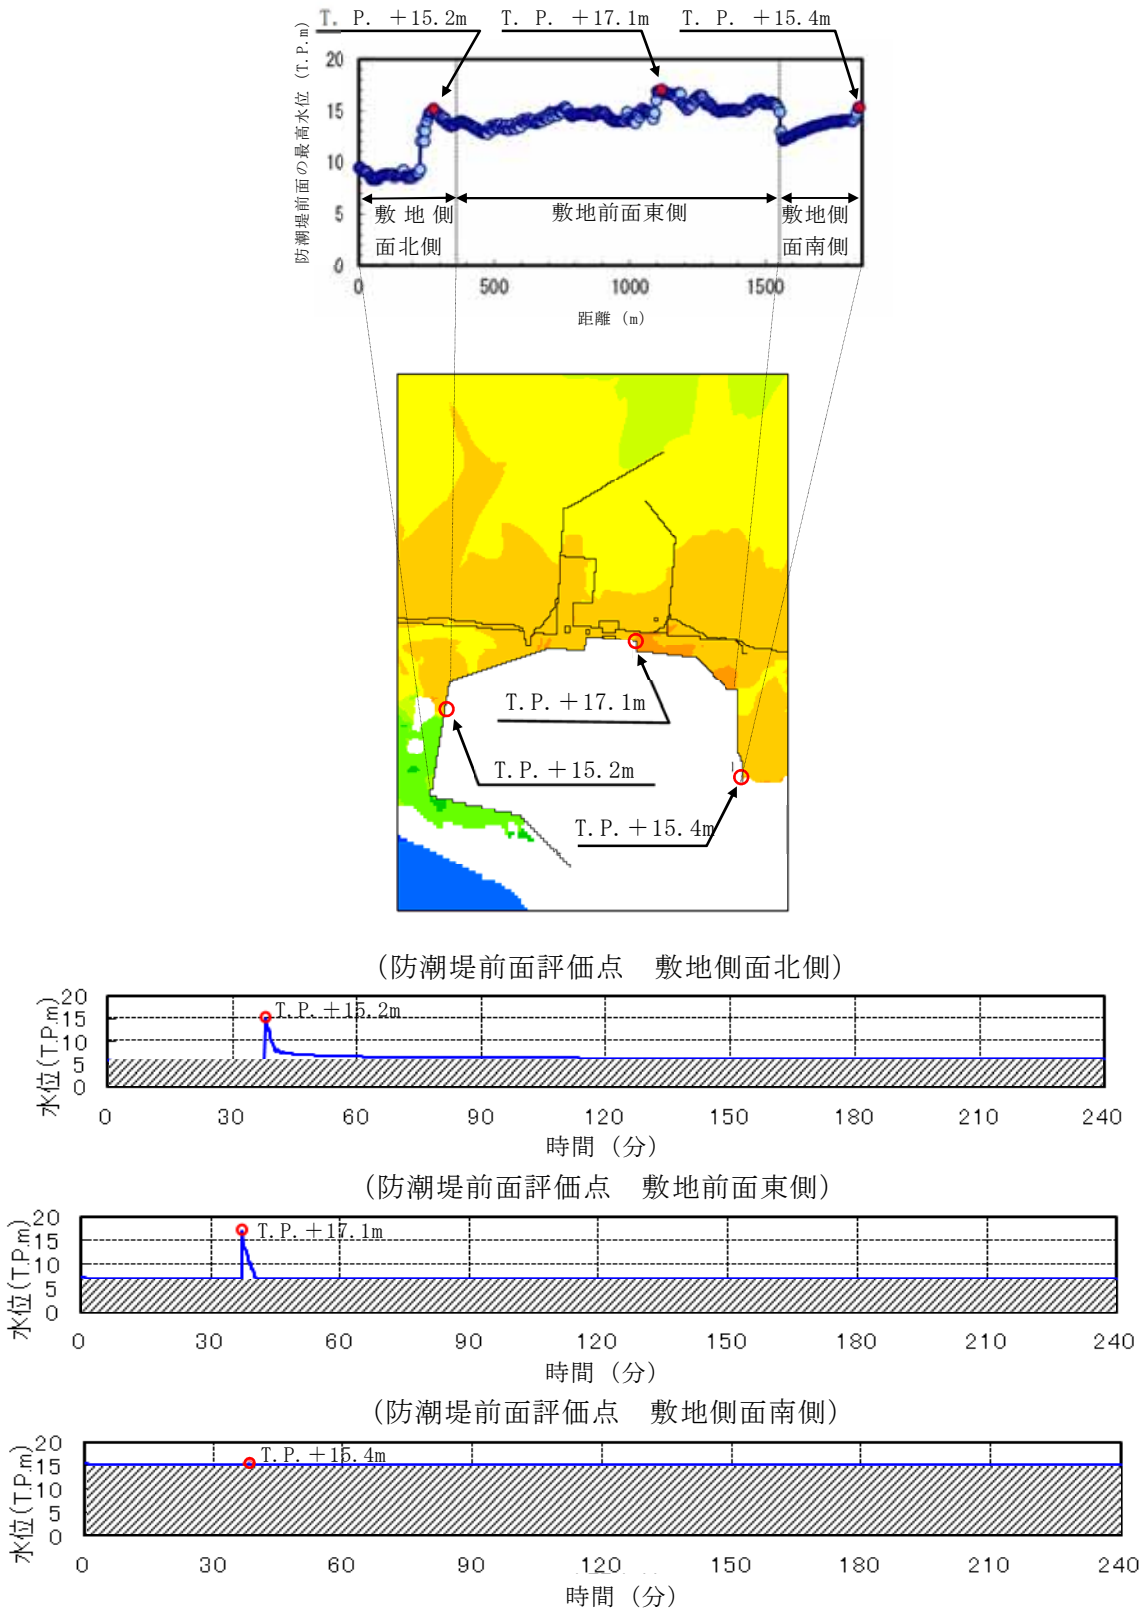 T. P. +15.2m T. P. +17.1m T. P. +15.4m
防潮堤前面の最高水位 (T.P.m)
20
15
10
5
0
敷地側
面北側
敷地前面東側
敷地側
面南側
0 500 1000 1500
距離 (m)
T.P.+17.1m
T.P.+15.2m
T.P.+15.4m
(防潮堤前面評価点 敷地側面北側)
水位(T.P.m)
20
15
10
5
0
T.P.+15.2m
0 30 60 90 120 150 180 210 240
時間 (分)
(防潮堤前面評価点 敷地前面東側)
水位(T.P.m)
20
15
10
5
0
T.P.+17.1m
0 30 60 90 120 150 180 210 240
時間 (分)
(防潮堤前面評価点 敷地側面南側)
水位(T.P.m)
20
15
10
5
0
T.P.+15.4m
0 30 60 90 120 150 180 210 240
時間 (分)